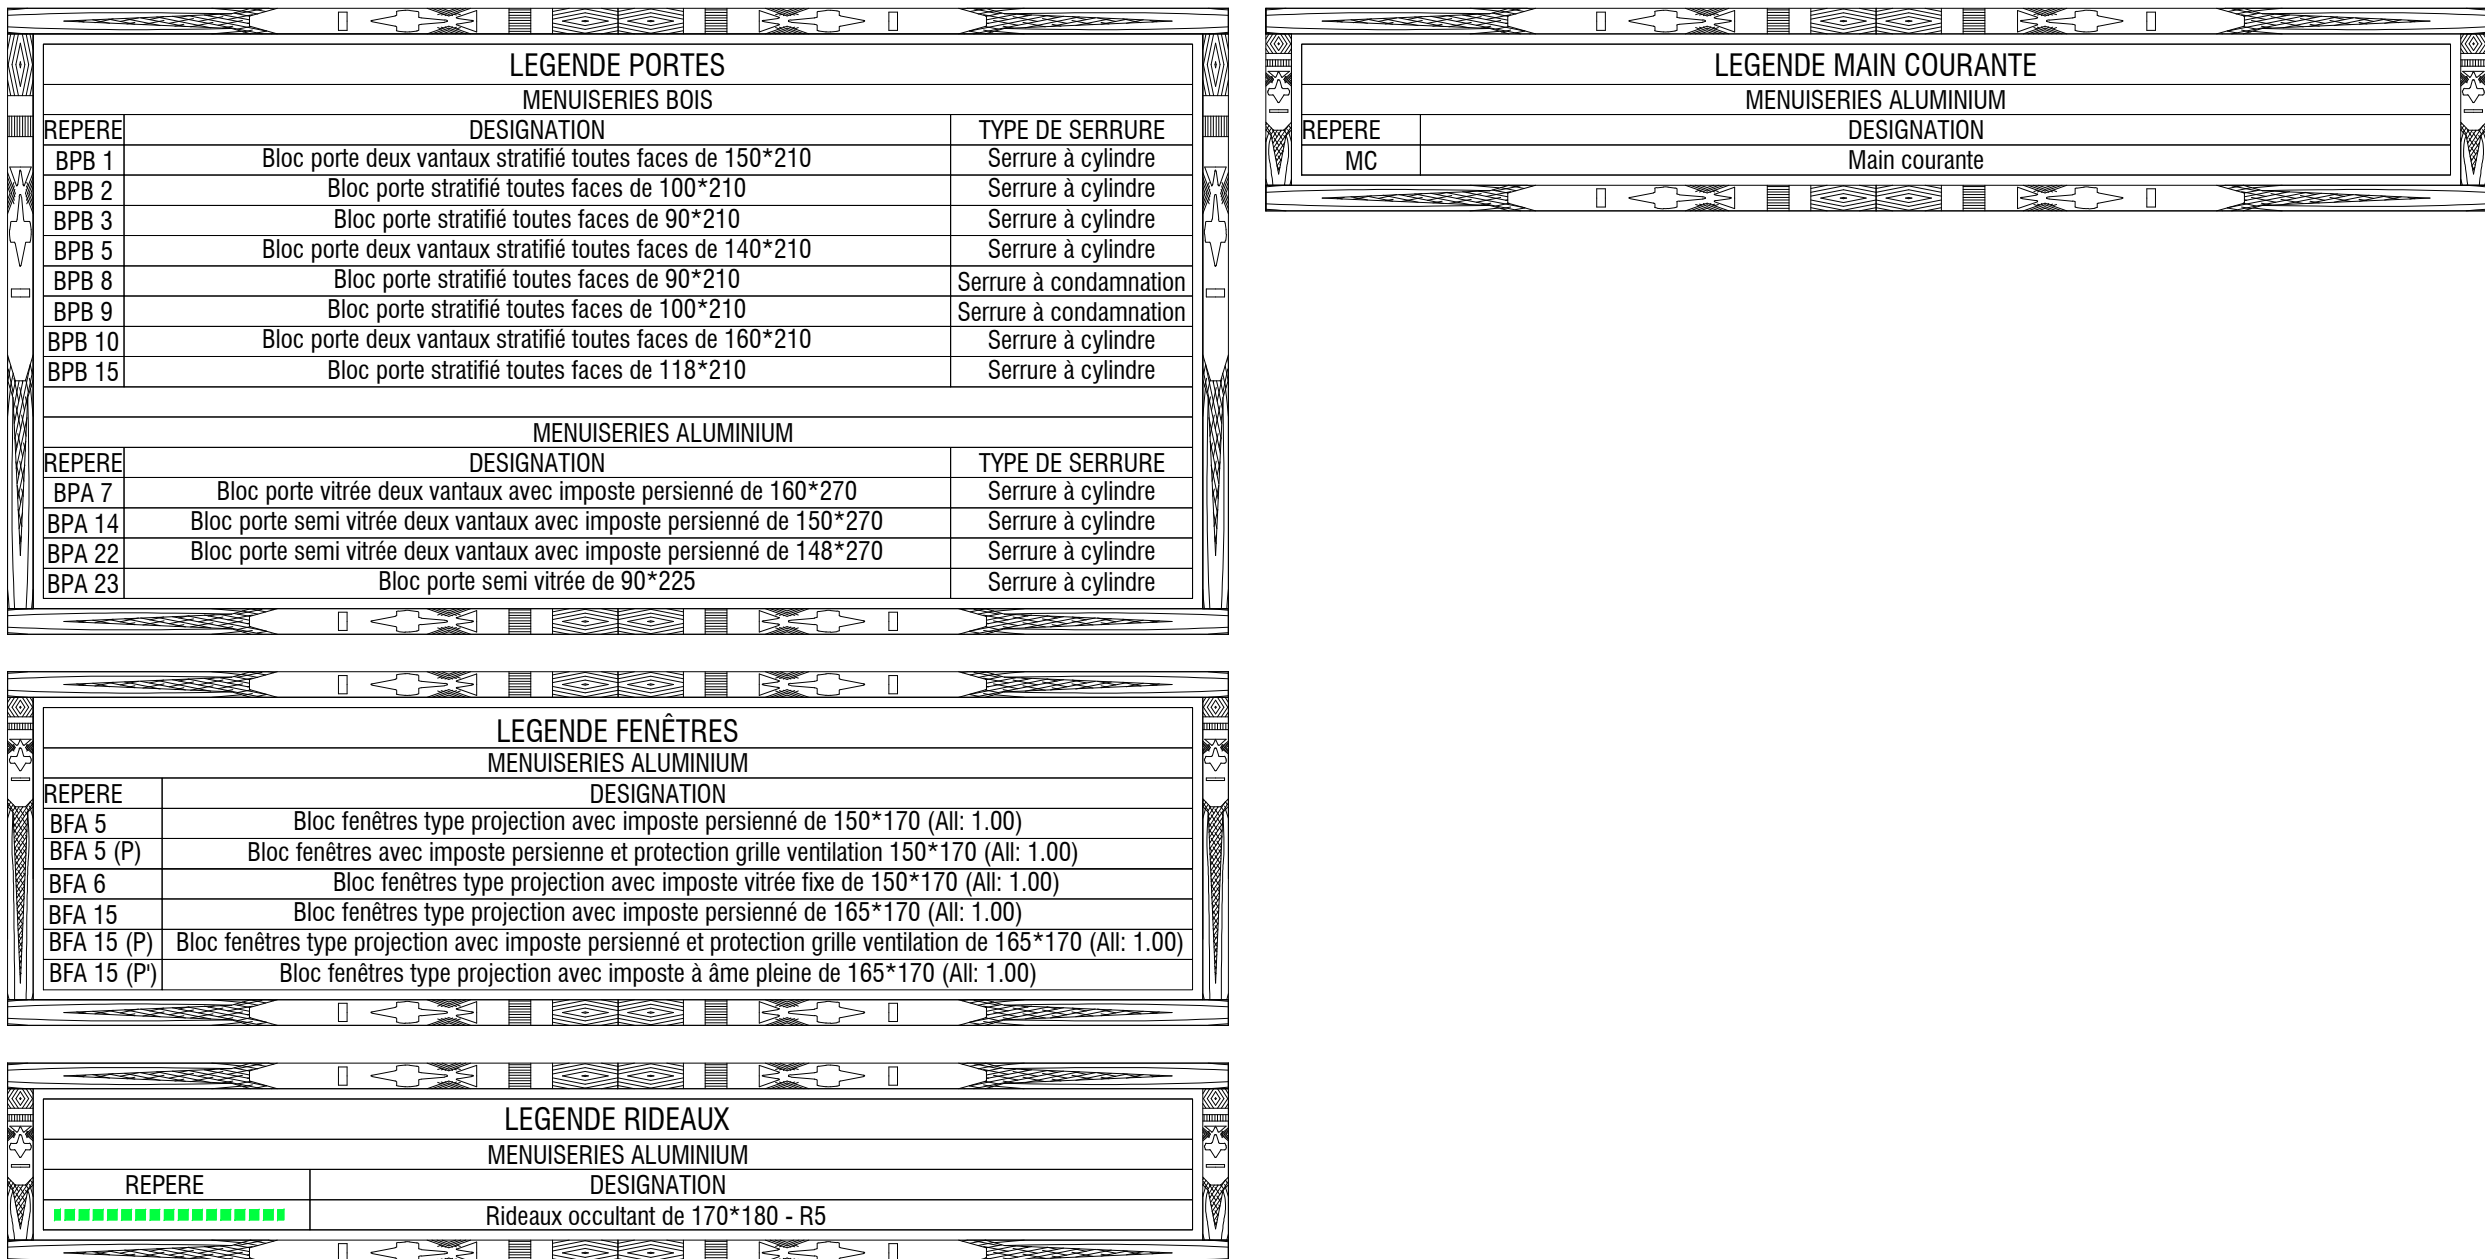 LEGENDE PORTES
MENUISERIES BOIS
REPERE DESIGNATION TYPE DE SERRURE
BPB 1 Bloc porte deux vantaux stratifié toutes faces de 150*210 Serrure à cylindre
BPB 2 Bloc porte stratifié toutes faces de 100*210 Serrure à cylindre
BPB 3 Bloc porte stratifié toutes faces de 90*210 Serrure à cylindre
BPB 5 Bloc porte deux vantaux stratifié toutes faces de 140*210 Serrure à cylindre
BPB 8 Bloc porte stratifié toutes faces de 90*210 Serrure à condamnation
BPB 9 Bloc porte stratifié toutes faces de 100*210 Serrure à condamnation
BPB 10 Bloc porte deux vantaux stratifié toutes faces de 160*210 Serrure à cylindre
BPB 15 Bloc porte stratifié toutes faces de 118*210 Serrure à cylindre
MENUISERIES ALUMINIUM
REPERE DESIGNATION TYPE DE SERRURE
BPA 7 Bloc porte vitrée deux vantaux avec imposte persienné de 160*270 Serrure à cylindre
BPA 14 Bloc porte semi vitrée deux vantaux avec imposte persienné de 150*270 Serrure à cylindre
BPA 22 Bloc porte semi vitrée deux vantaux avec imposte persienné de 148*270 Serrure à cylindre
BPA 23 Bloc porte semi vitrée de 90*225 Serrure à cylindre
LEGENDE FENÊTRES
MENUISERIES ALUMINIUM
REPERE DESIGNATION
BFA 5 Bloc fenêtres type projection avec imposte persienné de 150*170 (All: 1.00)
BFA 5 (P) Bloc fenêtres avec imposte persienne et protection grille ventilation 150*170 (All: 1.00)
BFA 6 Bloc fenêtres type projection avec imposte vitrée fixe de 150*170 (All: 1.00)
BFA 15 Bloc fenêtres type projection avec imposte persienné de 165*170 (All: 1.00)
BFA 15 (P) Bloc fenêtres type projection avec imposte persienné et protection grille ventilation de 165*170 (All: 1.00)
BFA 15 (P') Bloc fenêtres type projection avec imposte à âme pleine de 165*170 (All: 1.00)
LEGENDE RIDEAUX
MENUISERIES ALUMINIUM
REPERE DESIGNATION
Rideaux occultant de 170*180 - R5
LEGENDE MAIN COURANTE
MENUISERIES ALUMINIUM
REPERE DESIGNATION
MC Main courante